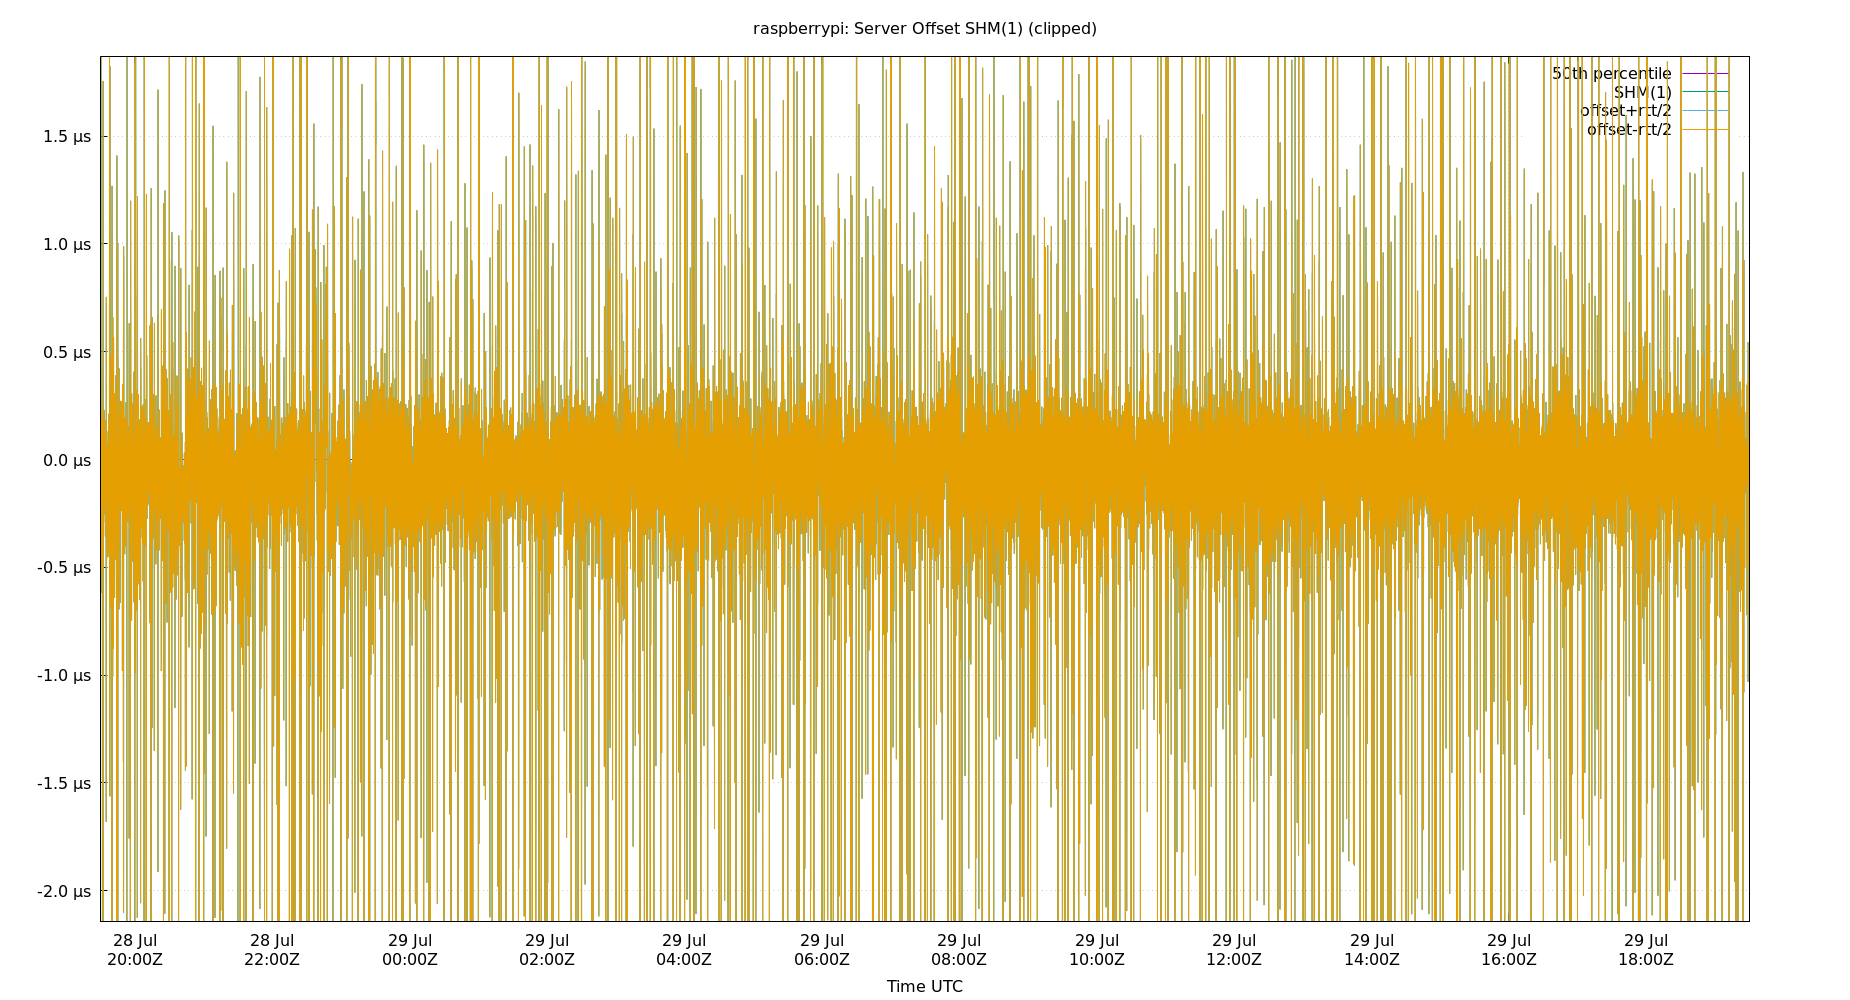 raspberrypi: Server Offset SHM(1) (clipped)
50th percentile
SHM(1)
offset+rtt/2
offset-rtt/2
1.5 µs
1.0 µs
0.5 µs
0.0 µs
-0.5 µs
-1.0 µs
-1.5 µs
-2.0 µs
28 Jul 28 Jul 29 Jul 29 Jul 29 Jul 29 Jul 29 Jul 29 Jul 29 Jul 29 Jul 29 Jul 29 Jul
20:00Z 22:00Z 00:00Z 02:00Z 04:00Z 06:00Z 08:00Z 10:00Z 12:00Z 14:00Z 16:00Z 18:00Z
Time UTC